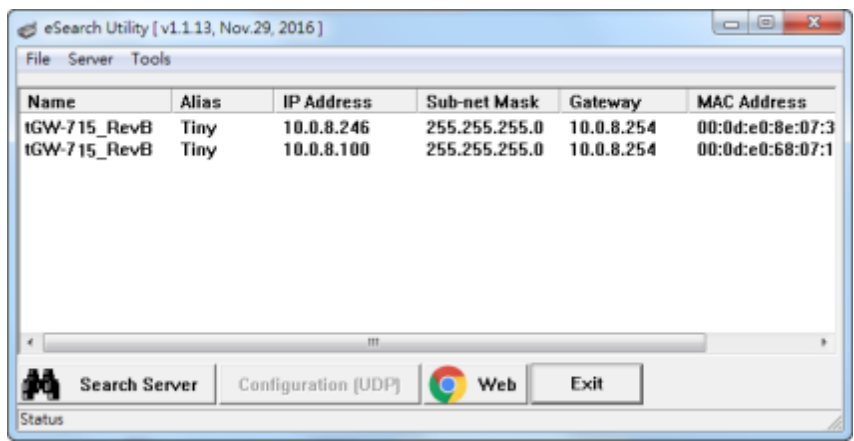 eSearch Utility [ v1.1.13, Nov.29, 2016 ]
File Server Tools
Name Alias IP Address Sub-net Mask Gateway MAC Address
tGW-715_RevB Tiny 10.0.8.246 255.255.255.0 10.0.8.254 00:0d:e0:8e:07:3
tGW-715_RevB Tiny 10.0.8.100 255.255.255.0 10.0.8.254 00:0d:e0:68:07:1
Search Server Configuration (UDP) Web Exit
Status